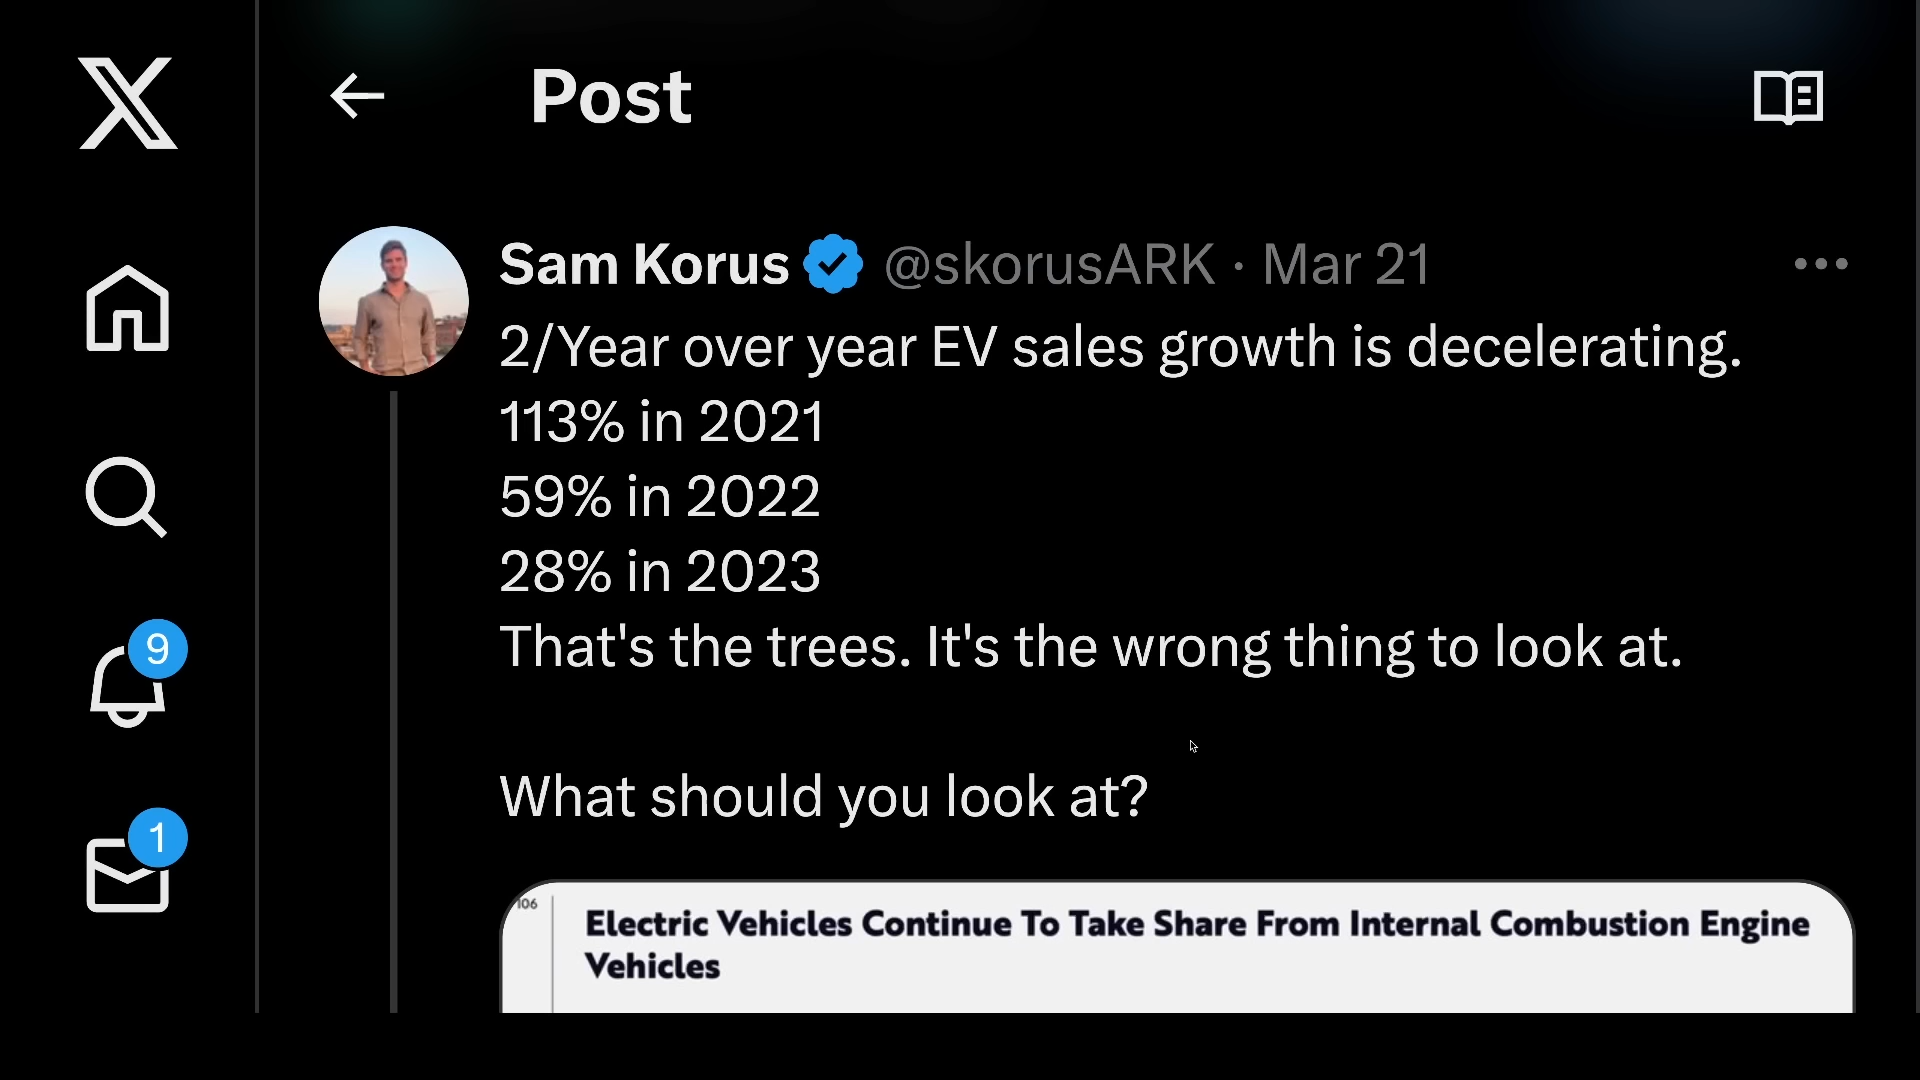 Post
Sam Korus @skorusARK · Mar 21
2/Year over year EV sales growth is decelerating.
113% in 2021
59% in 2022
28% in 2023
That's the trees. It's the wrong thing to look at.
What should you look at?
9
1
106
Electric Vehicles Continue To Take Share From Internal Combustion Engine
Vehicles